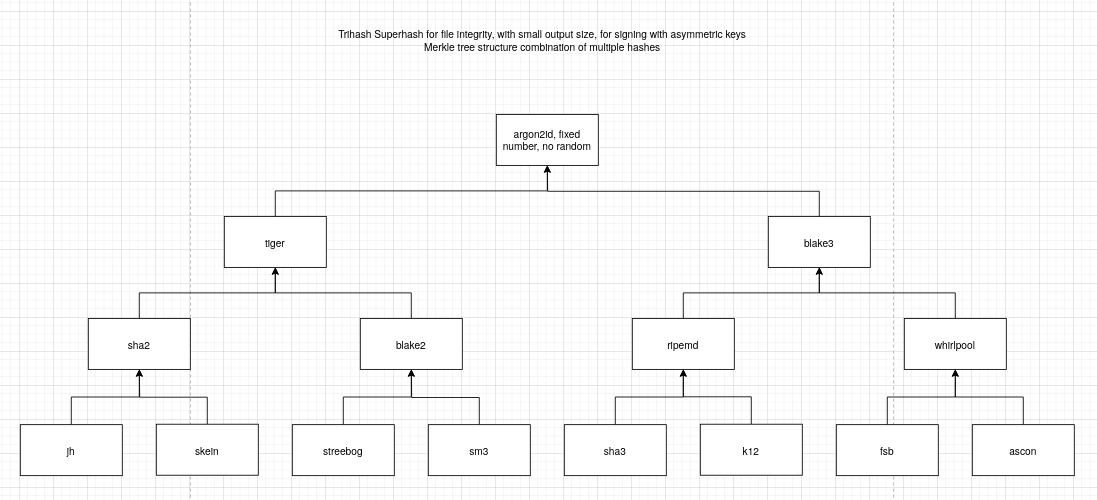 Trihash Superhash for file integrity, with small output size, for signing with asymmetric keys
Merkle tree structure combination of multiple hashes
argon2id, fixed
number, no random
tiger
blake3
sha2
blake2
ripemd
whirlpool
jh
skein
streebog
sm3
sha3
k12
fsb
ascon